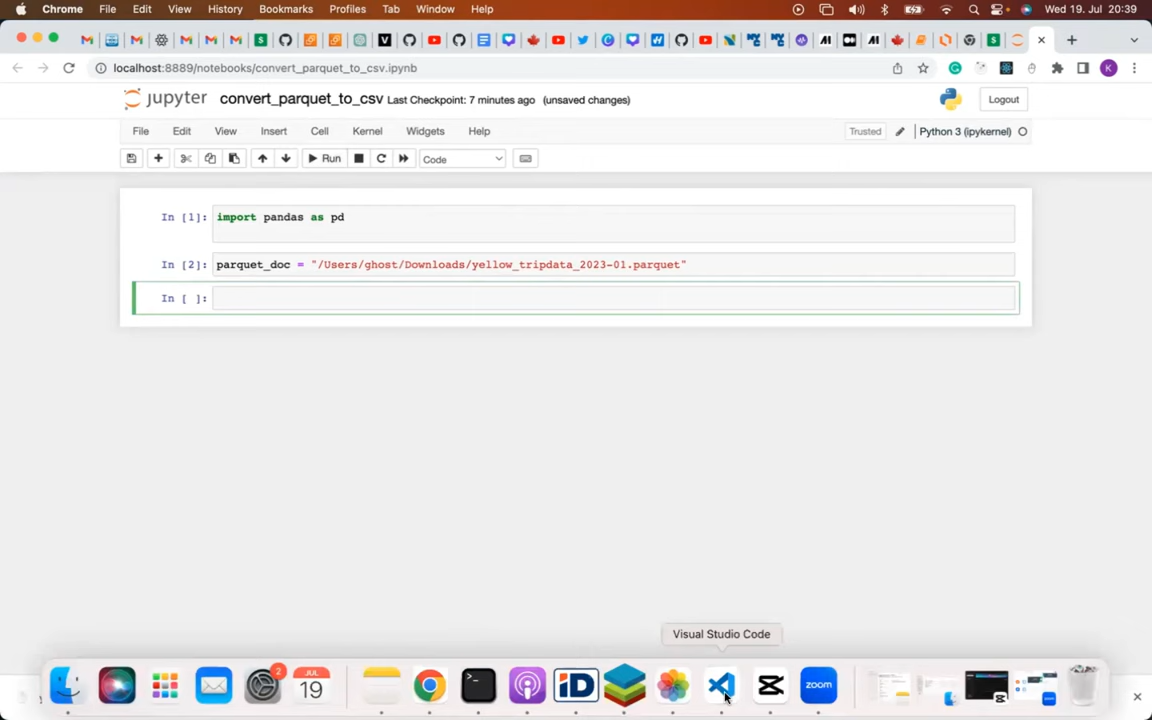 Chrome File Edit View History Bookmarks Profiles Tab Window Help Wed 19. Jul 20:39
localhost:8889/notebooks/convert_parquet_to_csv.ipynb
K
jupyter convert_parquet_to_csv Last Checkpoint: 7 minutes ago (unsaved changes) Logout
File Edit View Insert Cell Kernel Widgets Help Trusted Python 3 (ipykernel)
Run Code
In [1]: import pandas as pd
In [2]: parquet_doc = "/Users/ghost/Downloads/yellow_tripdata_2023-01.parquet"
In [ ]:
Visual Studio Code
2
JUL
19
iD
zoom